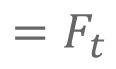 = F_t